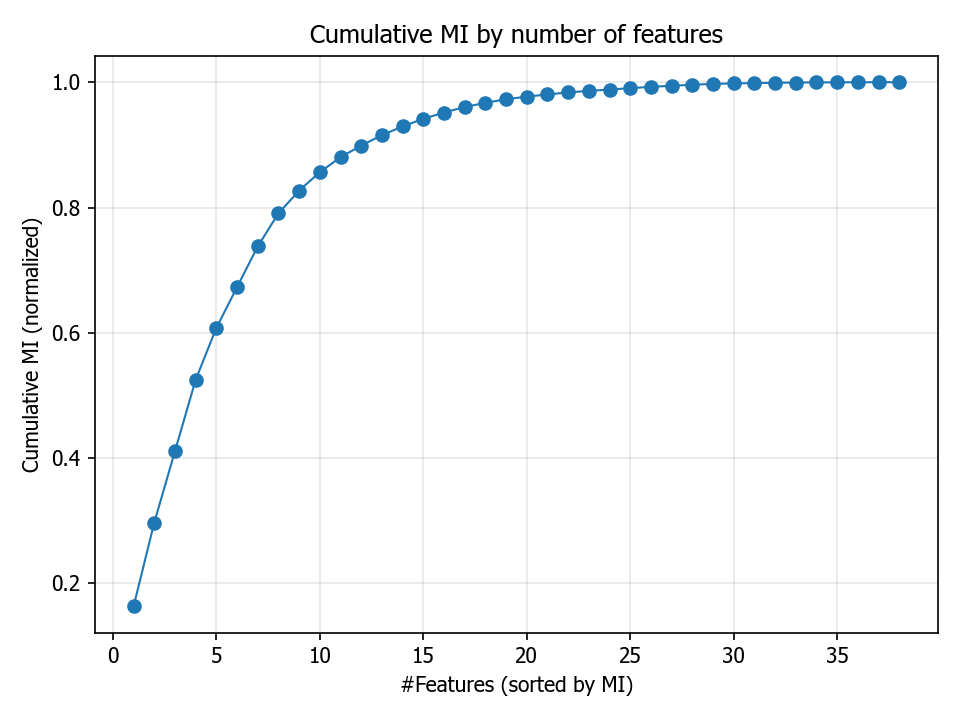 Cumulative MI by number of features
Cumulative MI (normalized)
1.0
0.8
0.6
0.4
0.2
0 5 10 15 20 25 30 35
#Features (sorted by MI)